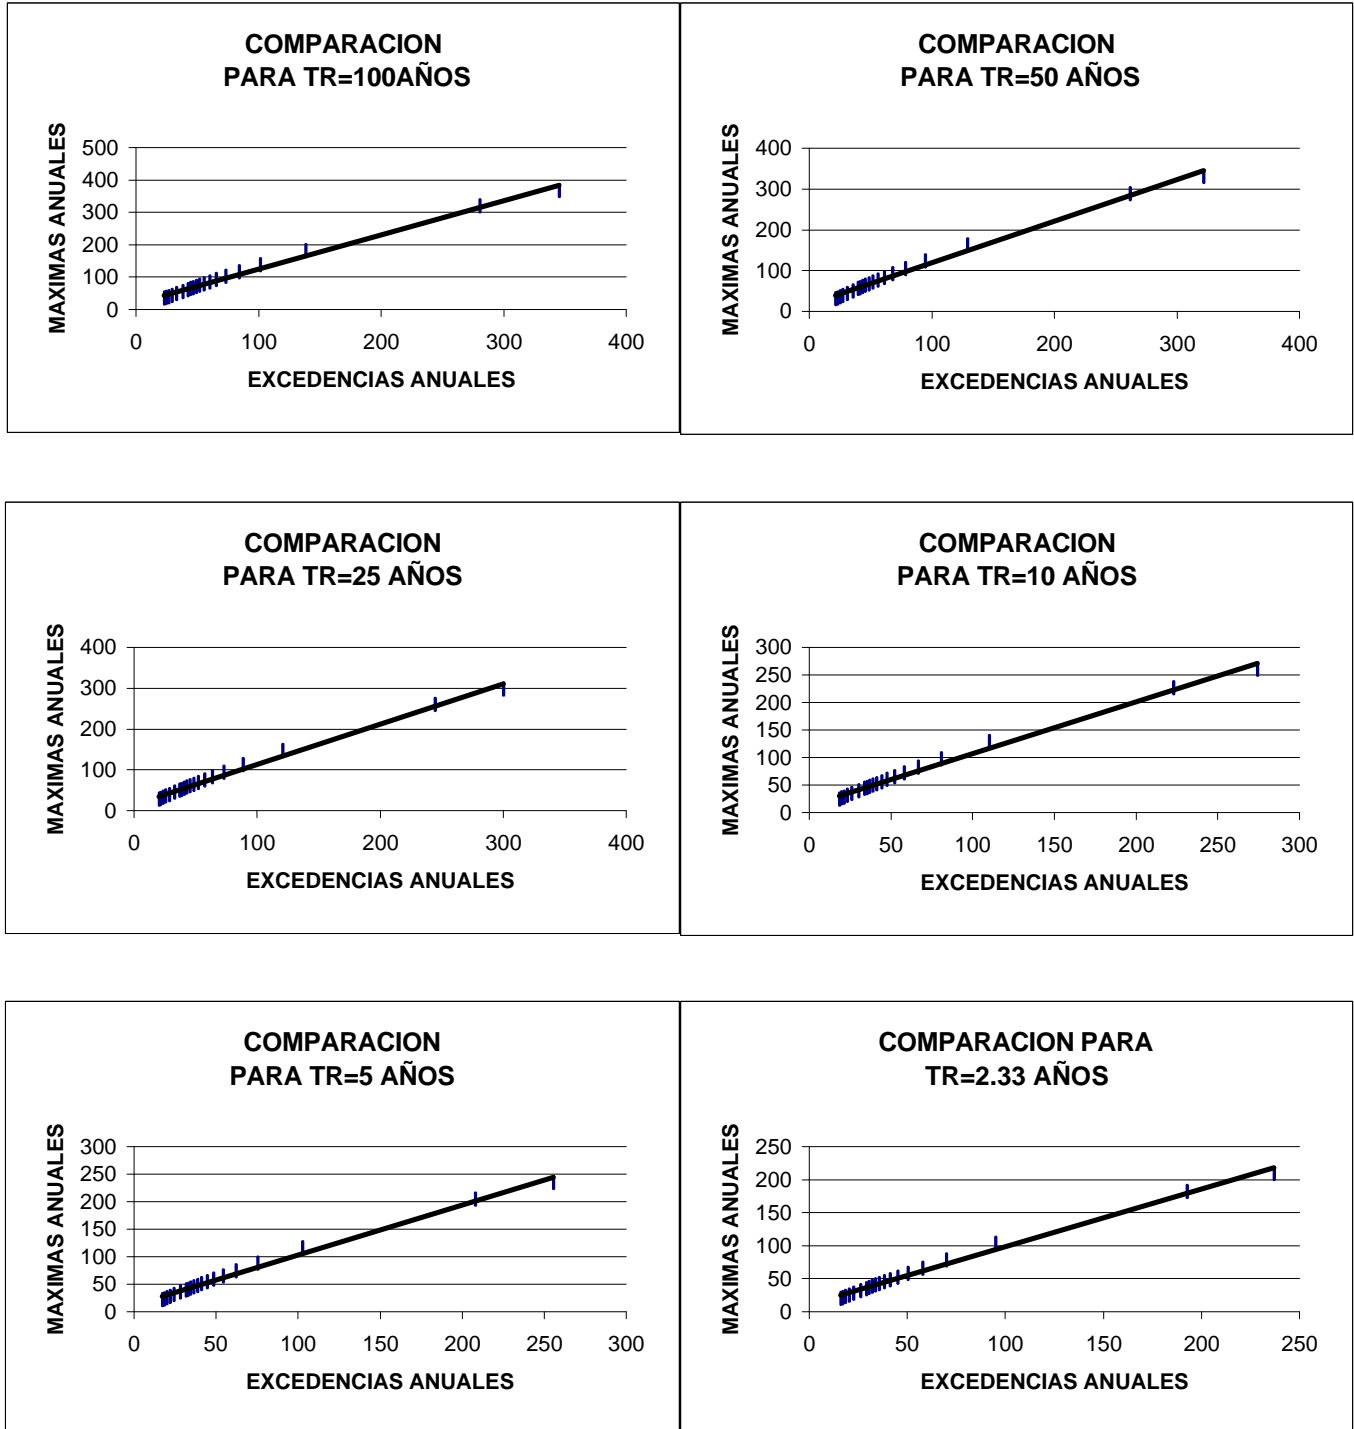 COMPARACION
PARA TR=100AÑOS
MAXIMAS ANUALES
500
400
300
200
100
0
0 100 200 300 400
EXCEDENCIAS ANUALES
COMPARACION
PARA TR=50 AÑOS
MAXIMAS ANUALES
400
300
200
100
0
0 100 200 300 400
EXCEDENCIAS ANUALES
COMPARACION
PARA TR=25 AÑOS
MAXIMAS ANUALES
400
300
200
100
0
0 100 200 300 400
EXCEDENCIAS ANUALES
COMPARACION
PARA TR=10 AÑOS
MAXIMAS ANUALES
300
250
200
150
100
50
0
0 50 100 150 200 250 300
EXCEDENCIAS ANUALES
COMPARACION
PARA TR=5 AÑOS
MAXIMAS ANUALES
300
250
200
150
100
50
0
0 50 100 150 200 250 300
EXCEDENCIAS ANUALES
COMPARACION PARA
TR=2.33 AÑOS
MAXIMAS ANUALES
250
200
150
100
50
0
0 50 100 150 200 250
EXCEDENCIAS ANUALES